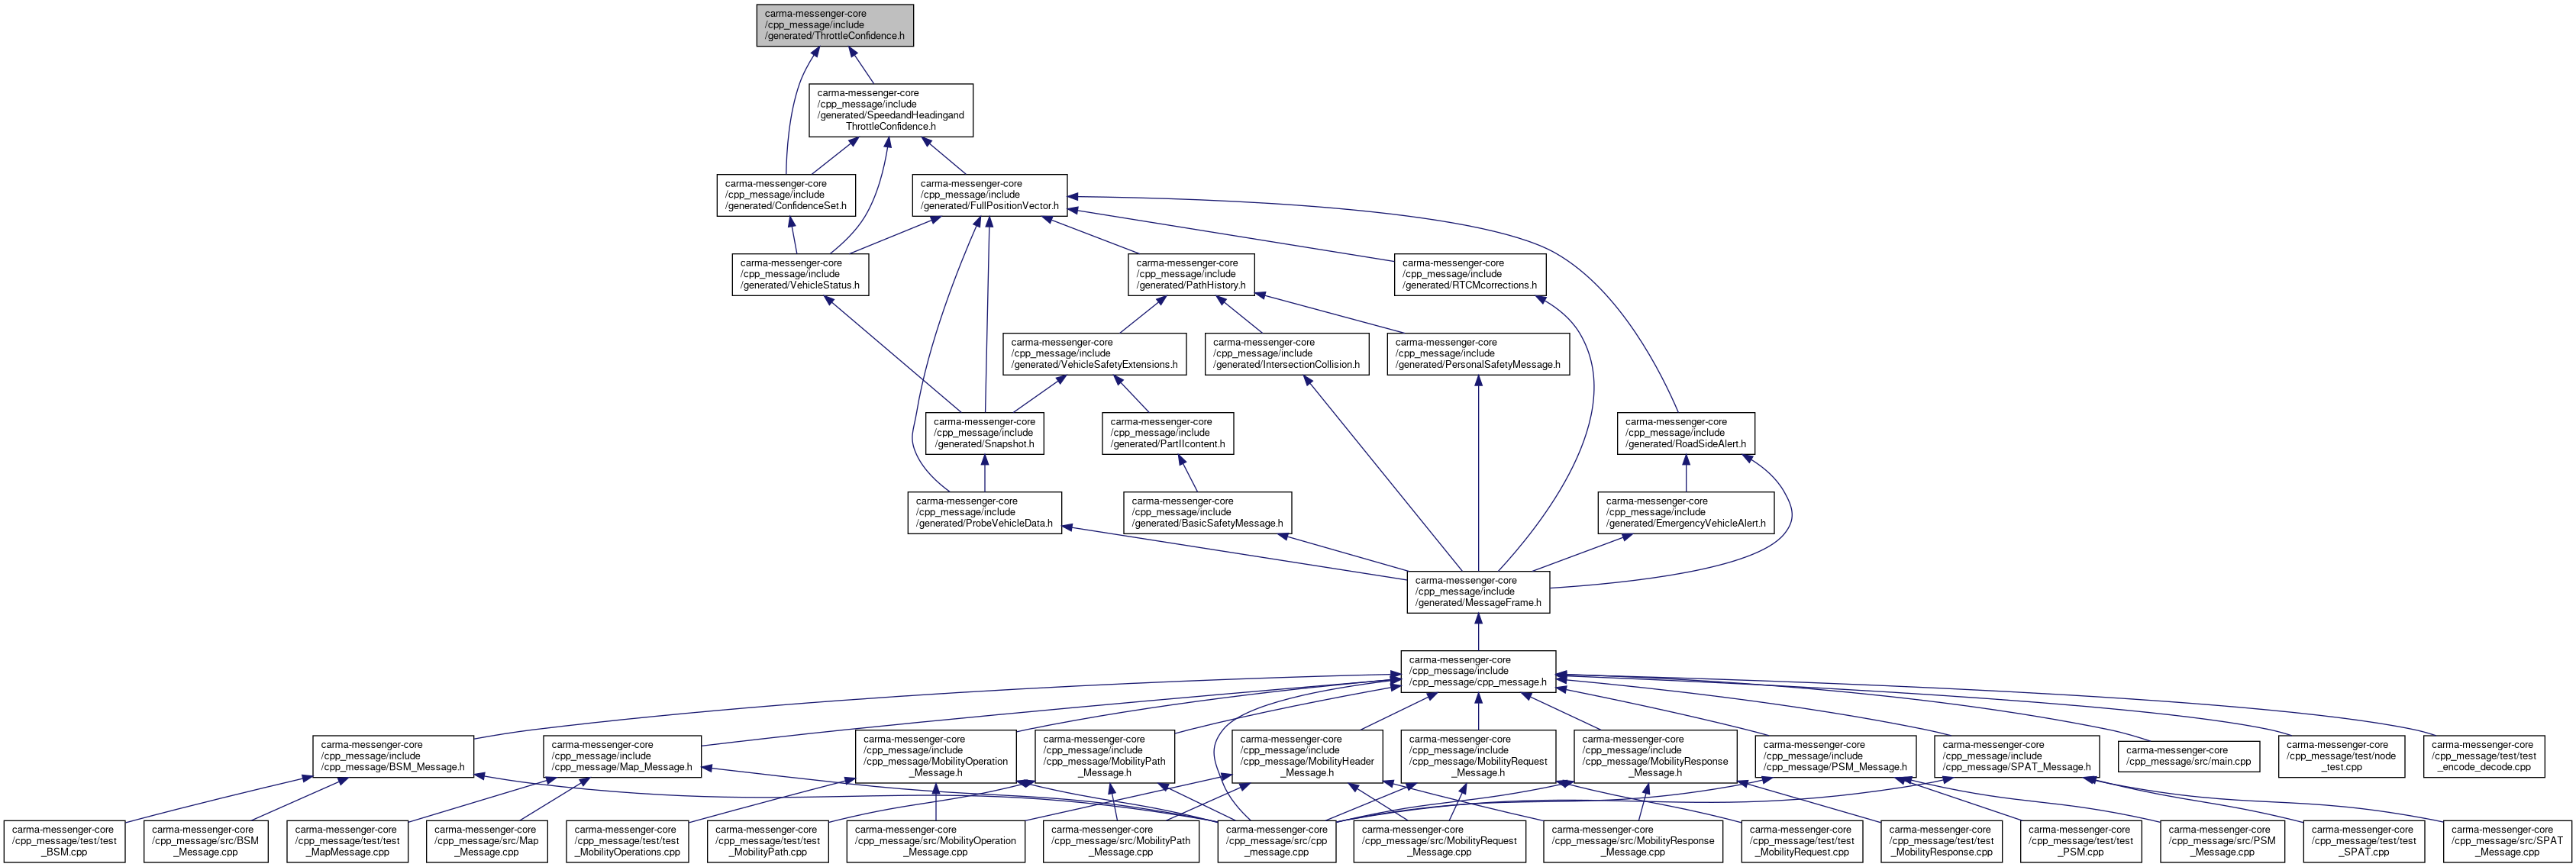 carma-messenger-core
/cpp_message/include
/generated/ThrottleConfidence.h
carma-messenger-core
/cpp_message/include
/generated/SpeedandHeadingand
ThrottleConfidence.h
carma-messenger-core
/cpp_message/include
/generated/ConfidenceSet.h
carma-messenger-core
/cpp_message/include
/generated/FullPositionVector.h
carma-messenger-core
/cpp_message/include
/generated/VehicleStatus.h
carma-messenger-core
/cpp_message/include
/generated/PathHistory.h
carma-messenger-core
/cpp_message/include
/generated/RTCMcorrections.h
carma-messenger-core
/cpp_message/include
/generated/VehicleSafetyExtensions.h
carma-messenger-core
/cpp_message/include
/generated/IntersectionCollision.h
carma-messenger-core
/cpp_message/include
/generated/PersonalSafetyMessage.h
carma-messenger-core
/cpp_message/include
/generated/Snapshot.h
carma-messenger-core
/cpp_message/include
/generated/PartIIcontent.h
carma-messenger-core
/cpp_message/include
/generated/RoadSideAlert.h
carma-messenger-core
/cpp_message/include
/generated/ProbeVehicleData.h
carma-messenger-core
/cpp_message/include
/generated/BasicSafetyMessage.h
carma-messenger-core
/cpp_message/include
/generated/EmergencyVehicleAlert.h
carma-messenger-core
/cpp_message/include
/generated/MessageFrame.h
carma-messenger-core
/cpp_message/include
/cpp_message/cpp_message.h
carma-messenger-core
/cpp_message/include
/cpp_message/BSM_Message.h
carma-messenger-core
/cpp_message/include
/cpp_message/Map_Message.h
carma-messenger-core
/cpp_message/include
/cpp_message/MobilityOperation
_Message.h
carma-messenger-core
/cpp_message/include
/cpp_message/MobilityPath
_Message.h
carma-messenger-core
/cpp_message/include
/cpp_message/MobilityHeader
_Message.h
carma-messenger-core
/cpp_message/include
/cpp_message/MobilityRequest
_Message.h
carma-messenger-core
/cpp_message/include
/cpp_message/MobilityResponse
_Message.h
carma-messenger-core
/cpp_message/include
/cpp_message/PSM_Message.h
carma-messenger-core
/cpp_message/include
/cpp_message/SPAT_Message.h
carma-messenger-core
/cpp_message/src/main.cpp
carma-messenger-core
/cpp_message/test/node
_test.cpp
carma-messenger-core
/cpp_message/test/test
_encode_decode.cpp
carma-messenger-core
/cpp_message/test/test
_BSM.cpp
carma-messenger-core
/cpp_message/src/BSM
_Message.cpp
carma-messenger-core
/cpp_message/test/test
_MapMessage.cpp
carma-messenger-core
/cpp_message/src/Map
_Message.cpp
carma-messenger-core
/cpp_message/test/test
_MobilityOperations.cpp
carma-messenger-core
/cpp_message/test/test
_MobilityPath.cpp
carma-messenger-core
/cpp_message/src/MobilityOperation
_Message.cpp
carma-messenger-core
/cpp_message/src/MobilityPath
_Message.cpp
carma-messenger-core
/cpp_message/src/cpp
_message.cpp
carma-messenger-core
/cpp_message/src/MobilityRequest
_Message.cpp
carma-messenger-core
/cpp_message/src/MobilityResponse
_Message.cpp
carma-messenger-core
/cpp_message/test/test
_MobilityRequest.cpp
carma-messenger-core
/cpp_message/test/test
_MobilityResponse.cpp
carma-messenger-core
/cpp_message/test/test
_PSM.cpp
carma-messenger-core
/cpp_message/src/PSM
_Message.cpp
carma-messenger-core
/cpp_message/test/test
_SPAT.cpp
carma-messenger-core
/cpp_message/src/SPAT
_Message.cpp